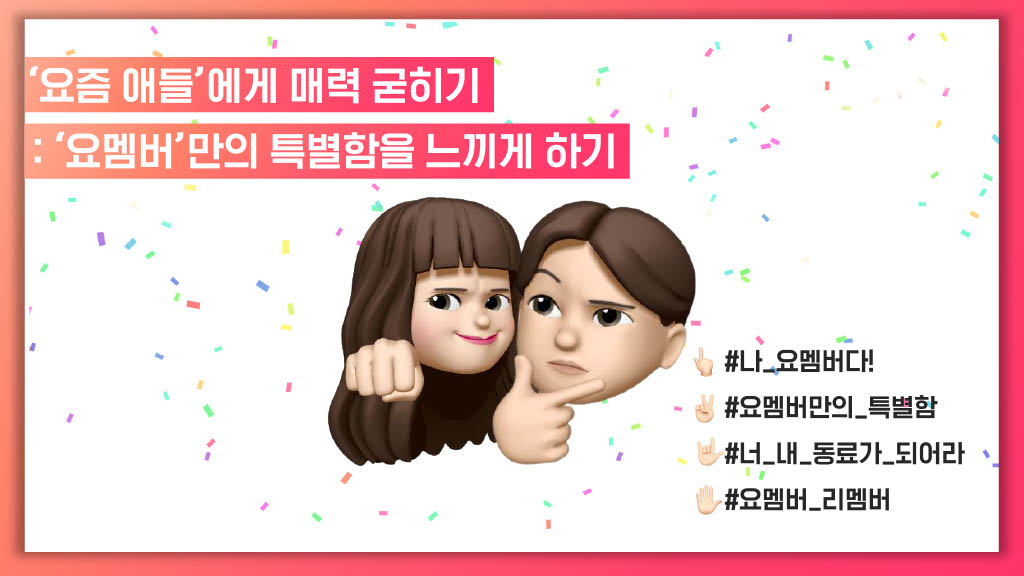 ‘요즘 애들’에게 매력 굳히기
: ‘요멤버’만의 특별함을 느끼게 하기
#나_요멤버다!
#요멤버만의_특별함
#너_내_동료가_되어라
#요멤버_리멤버